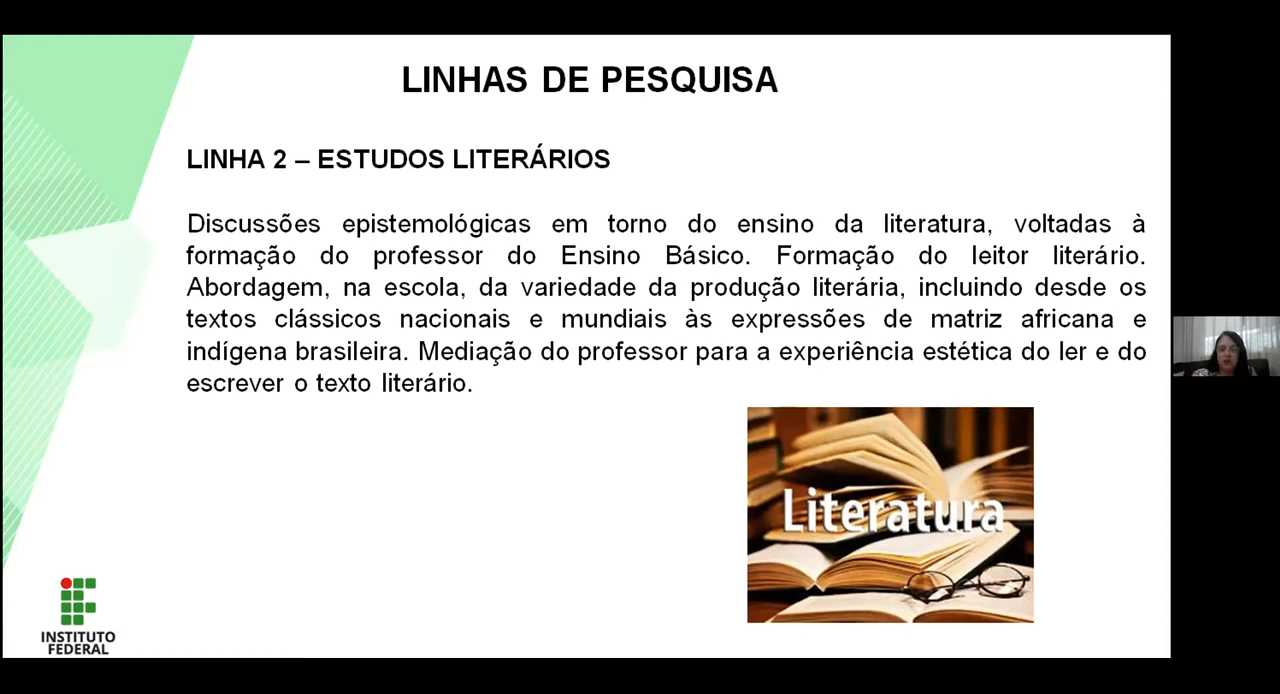 LINHAS DE PESQUISA
LINHA 2 – ESTUDOS LITERÁRIOS
Discussões epistemológicas em torno do ensino da literatura, voltadas à
formação do professor do Ensino Básico. Formação do leitor literário.
Abordagem, na escola, da variedade da produção literária, incluindo desde os
textos clássicos nacionais e mundiais às expressões de matriz africana e
indígena brasileira. Mediação do professor para a experiência estética do ler e do
escrever o texto literário.
Literatura
INSTITUTO
FEDERAL